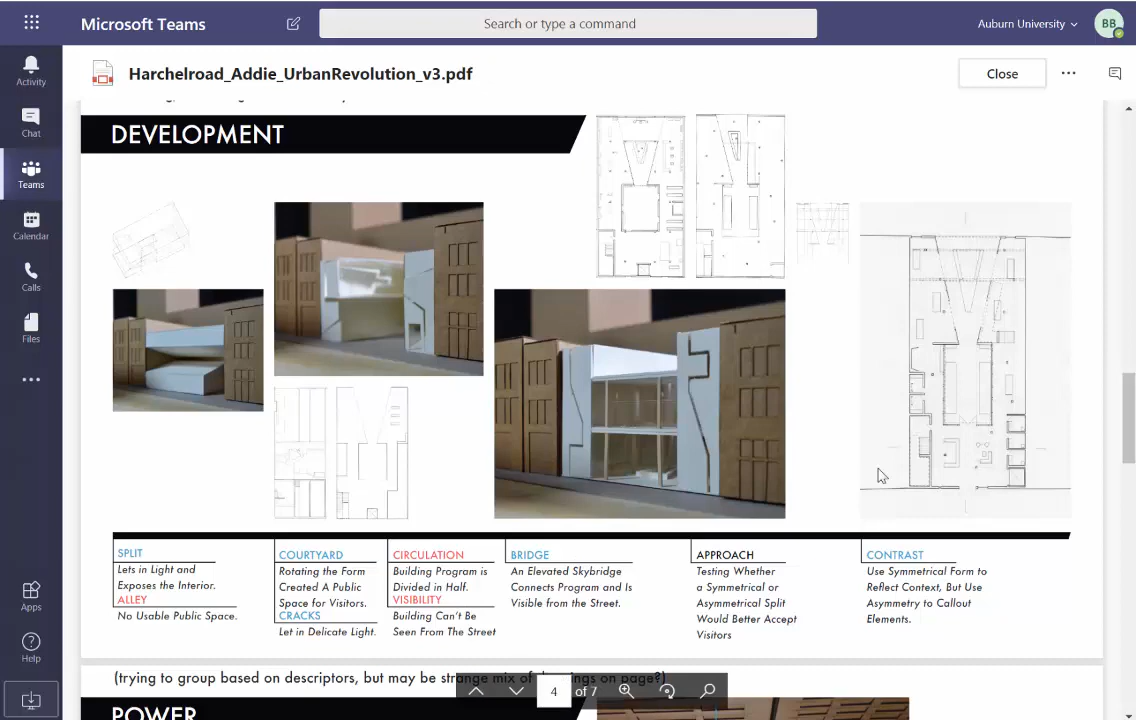 Microsoft Teams
Search or type a command
Auburn University
BB
Activity
Chat
Teams
Calendar
Calls
Files
Apps
Help
Harchelroad_Addie_UrbanRevolution_v3.pdf
Close
DEVELOPMENT
SPLIT
Lets in Light and
Exposes the Interior.
ALLEY
No Usable Public Space.
COURTYARD
Rotating the Form
Created A Public
Space for Visitors.
CRACKS
Let in Delicate Light.
CIRCULATION
Building Program is
Divided in Half.
VISIBILITY
Building Can't Be
Seen From The Street
BRIDGE
An Elevated Skybridge
Connects Program and Is
Visible from the Street.
APPROACH
Testing Whether
a Symmetrical or
Asymmetrical Split
Would Better Accept
Visitors
CONTRAST
Use Symmetrical Form to
Reflect Context, But Use
Asymmetry to Callout
Elements.
(trying to group based on descriptors, but may be strange mix of on page?)
4 of 7
POWER